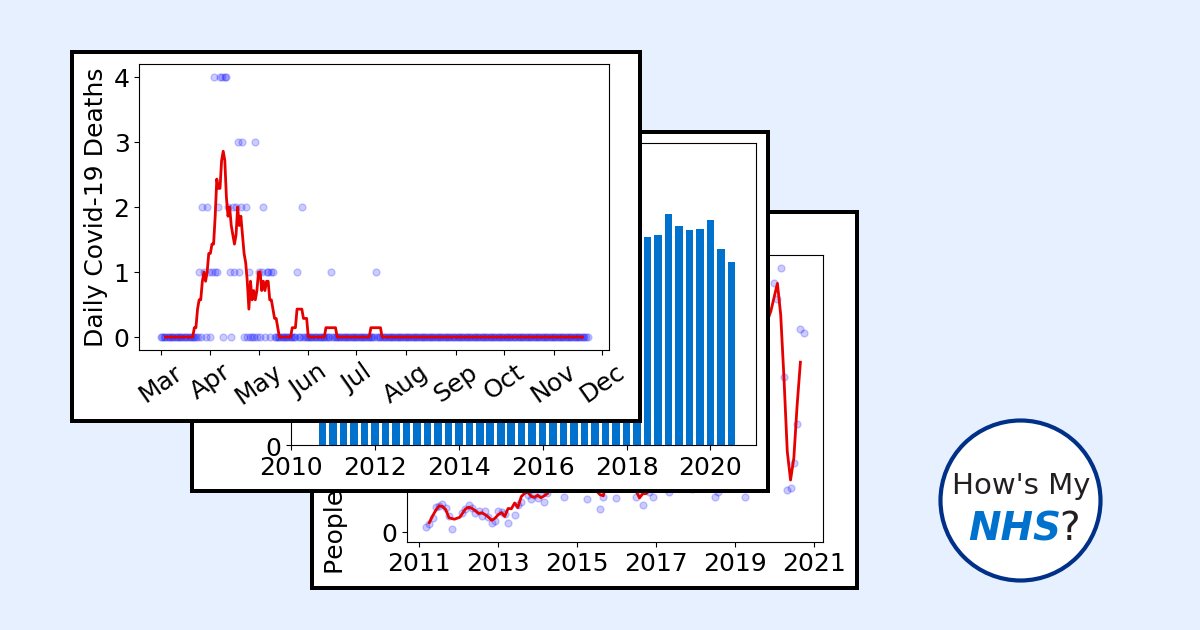 Daily Covid-19 Deaths
4
3
2
1
0
Mar Apr May Jun Jul Aug Sep Oct Nov Dec
0
2010 2012 2014 2016 2018 2020
People
0
2011 2013 2015 2017 2019 2021
How's My
NHS?